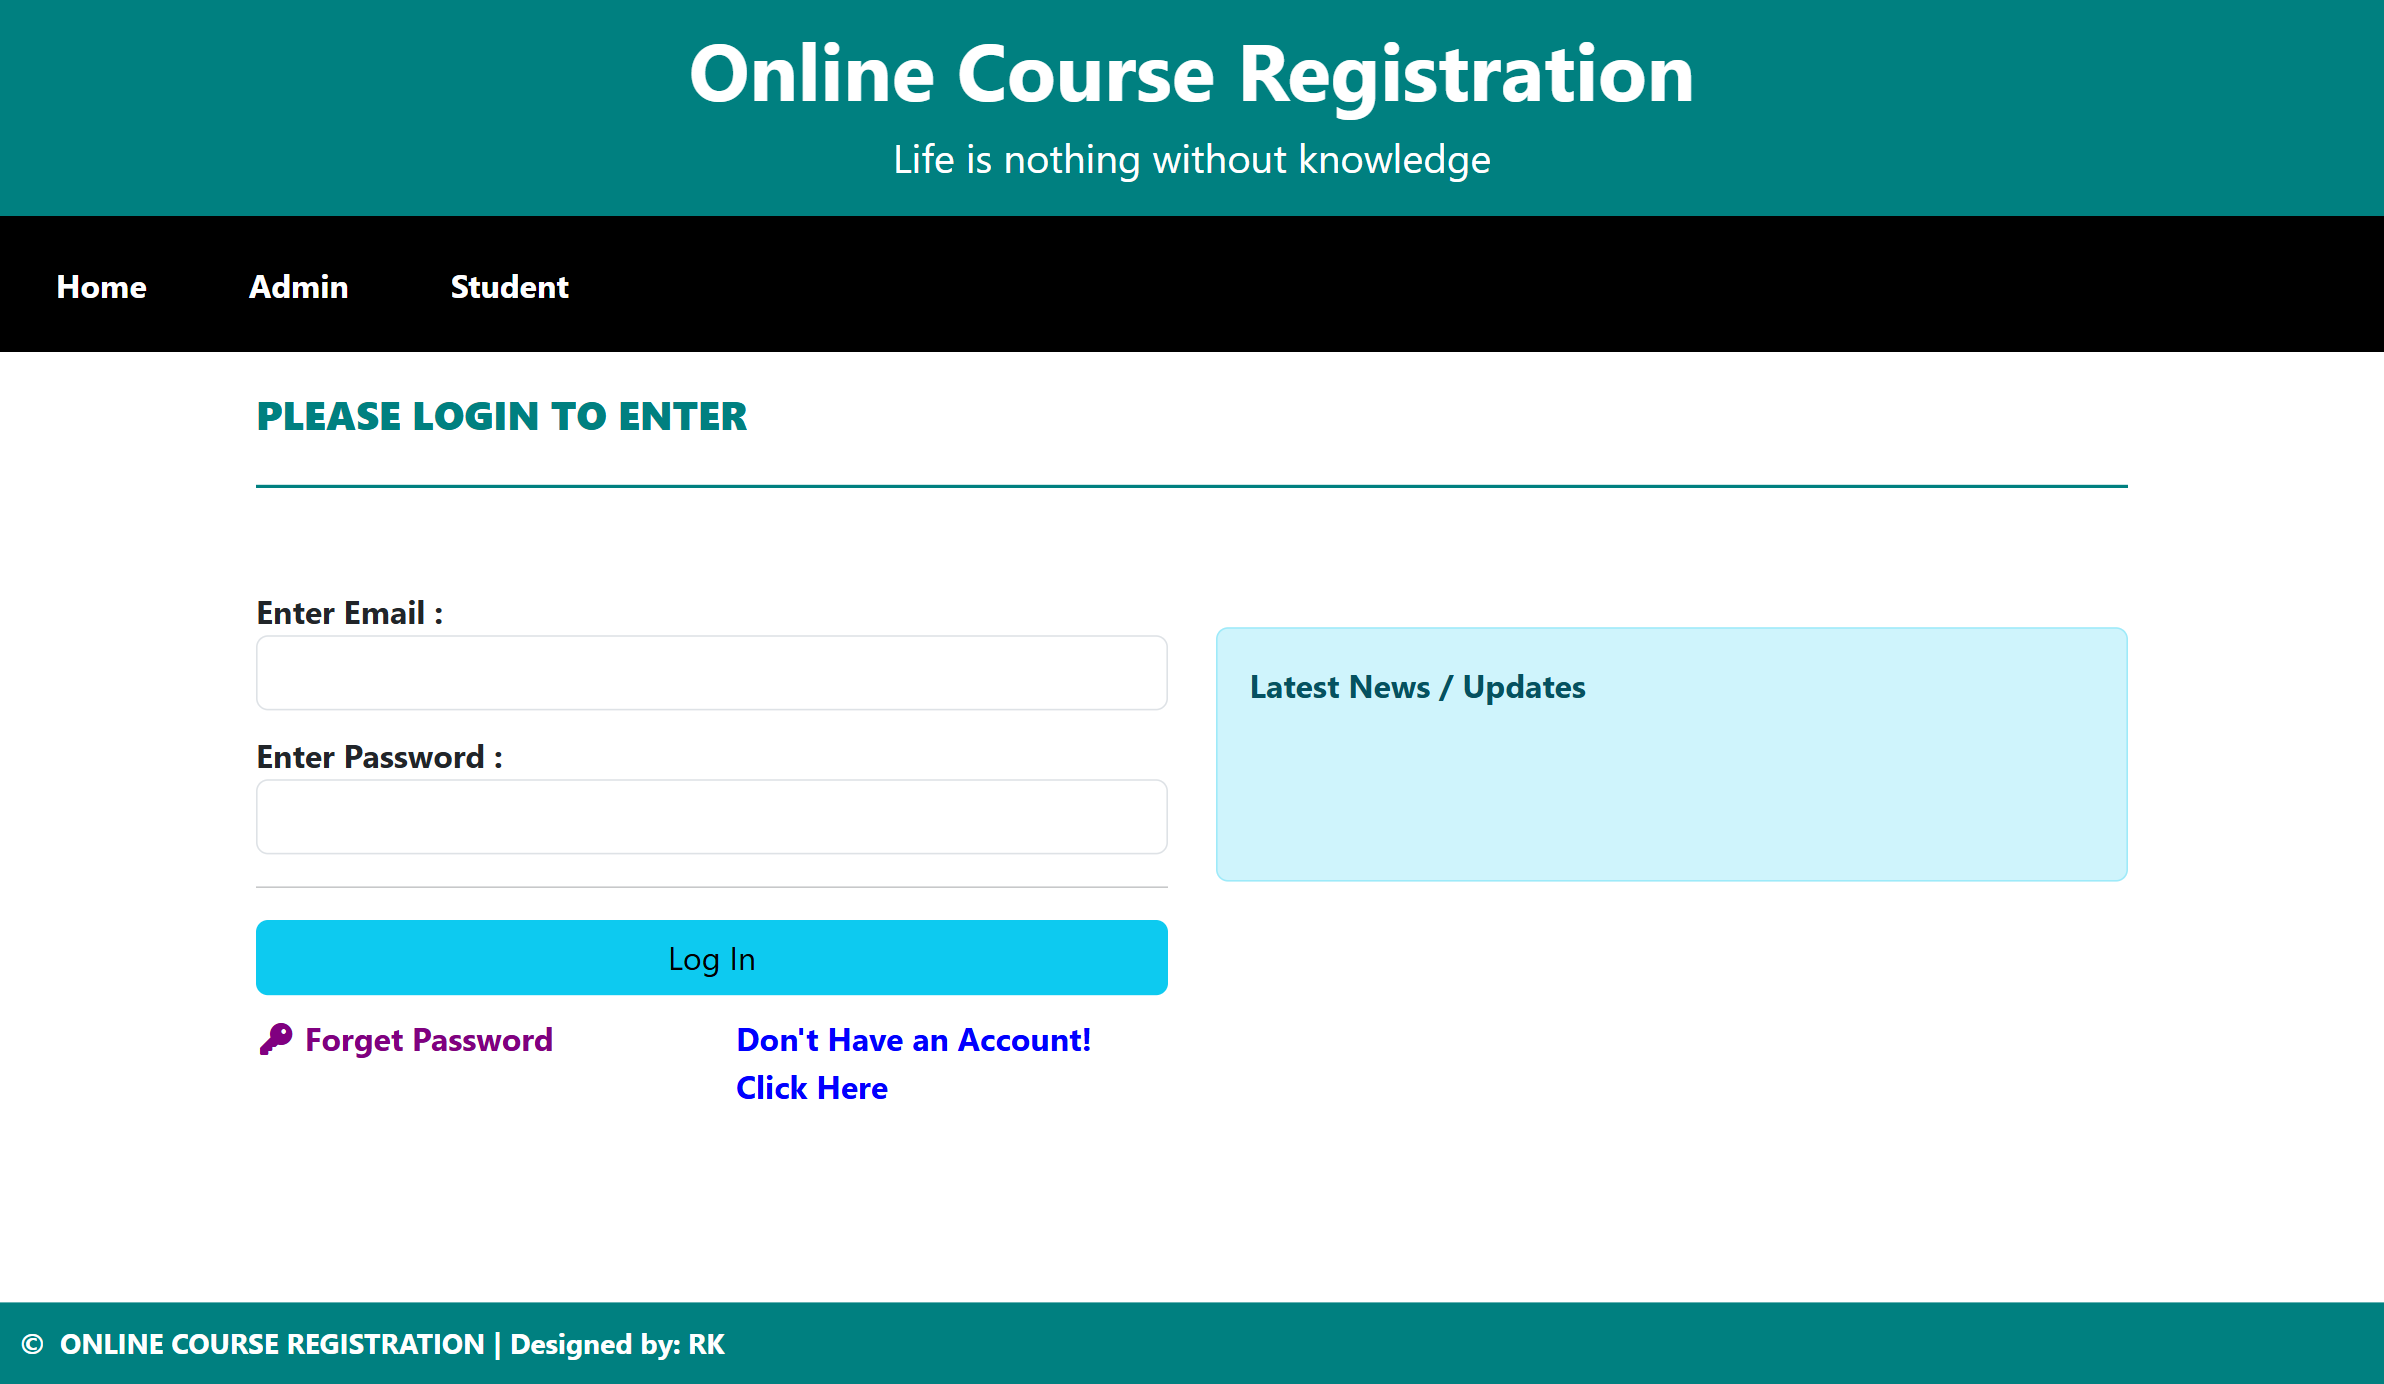 Online Course Registration
Life is nothing without knowledge
Home Admin Student
PLEASE LOGIN TO ENTER
Enter Email :
Enter Password :
Log In
Forget Password
Don't Have an Account!
Click Here
Latest News / Updates
© ONLINE COURSE REGISTRATION | Designed by: RK